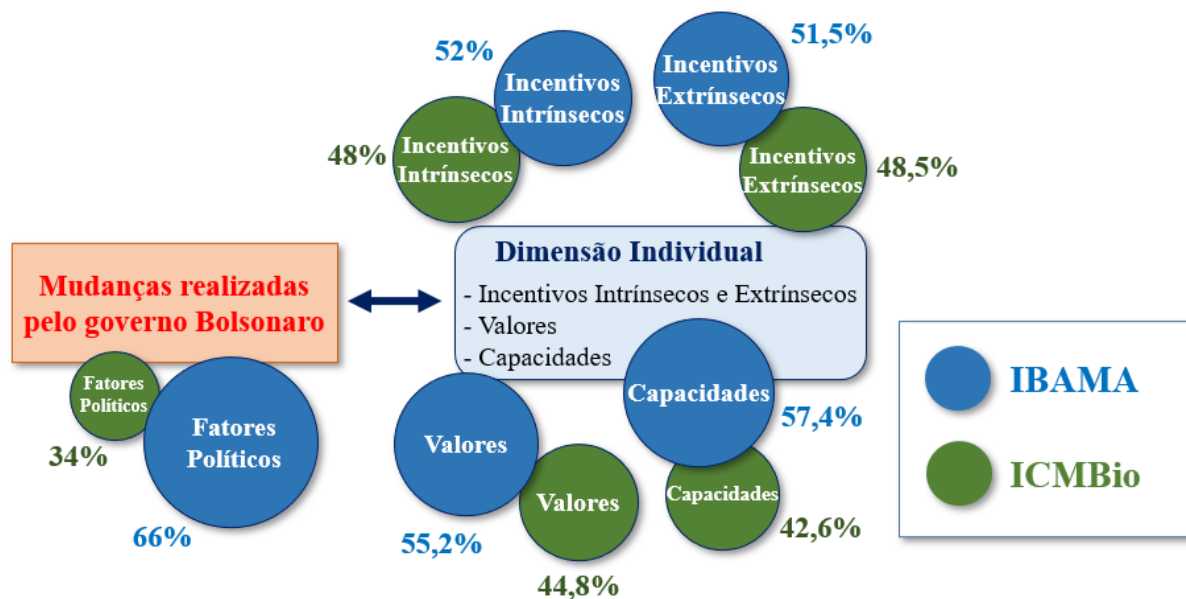 52%
Incentivos
Intrínsecos
48%
Incentivos
Intrínsecos
51,5%
Incentivos
Extrínsecos
Incentivos
Extrínsecos
48,5%
Mudanças realizadas
pelo governo Bolsonaro
Dimensão Individual
- Incentivos Intrínsecos e Extrínsecos
- Valores
- Capacidades
Fatores
Políticos
34%
Fatores
Políticos
66%
Valores
55,2%
Valores
44,8%
Capacidades
57,4%
Capacidades
42,6%
IBAMA
ICMBio